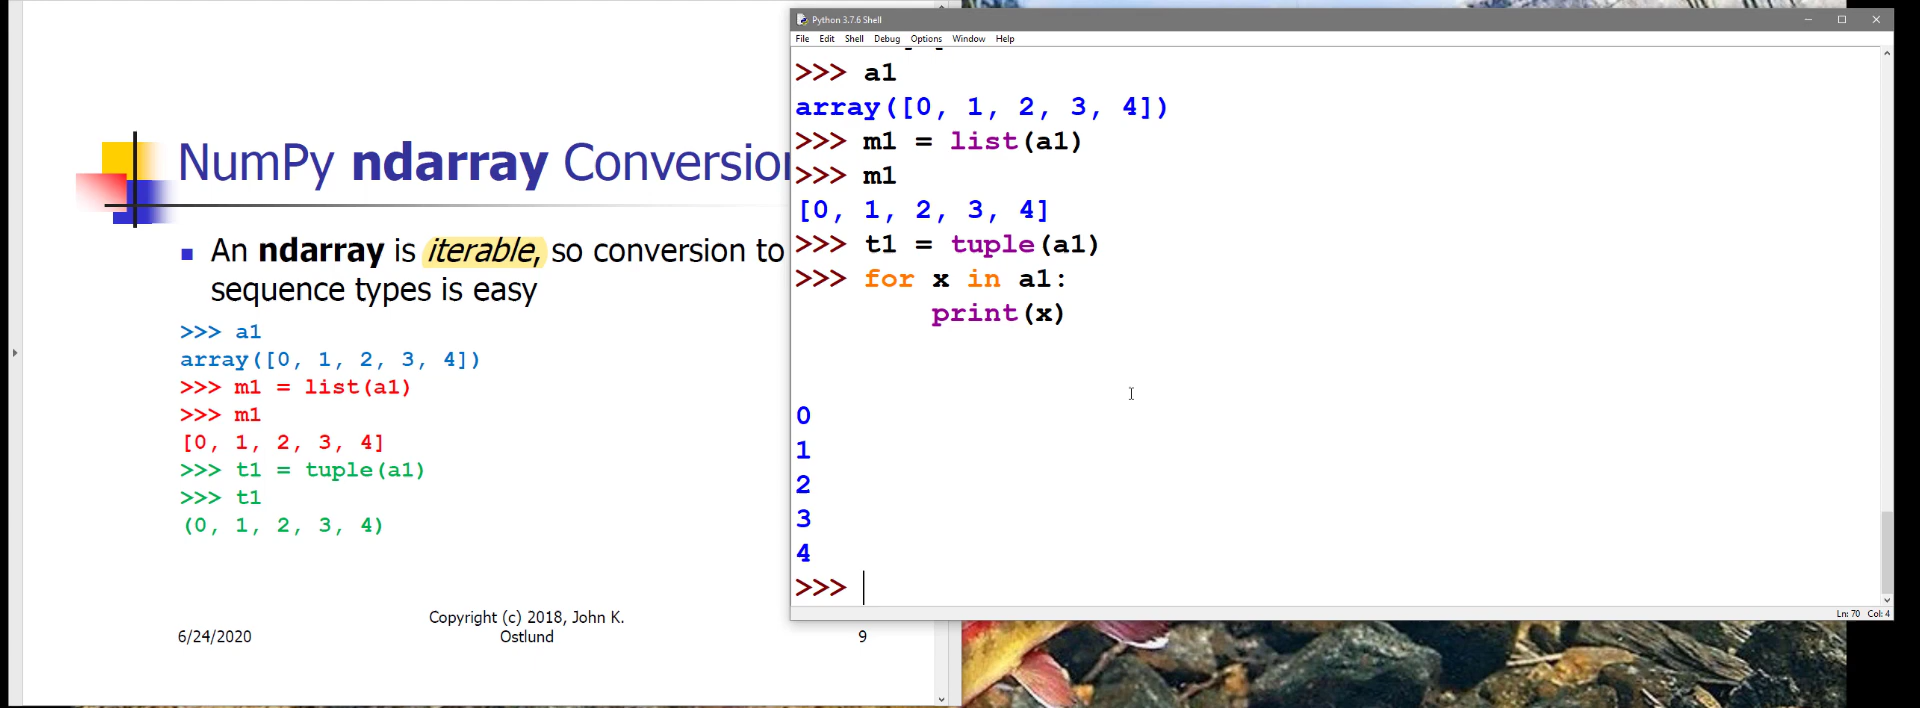 NumPy ndarray Conversion
An ndarray is iterable, so conversion to
sequence types is easy
>>> a1
array([0, 1, 2, 3, 4])
>>> m1 = list(a1)
>>> m1
[0, 1, 2, 3, 4]
>>> t1 = tuple(a1)
>>> t1
(0, 1, 2, 3, 4)
6/24/2020
Copyright (c) 2018, John K.
Ostlund
9
Python 3.7.6 Shell
File Edit Shell Debug Options Window Help
>>> a1
array([0, 1, 2, 3, 4])
>>> m1 = list(a1)
>>> m1
[0, 1, 2, 3, 4]
>>> t1 = tuple(a1)
>>> for x in a1:
print(x)
0
1
2
3
4
>>>
Ln: 70 Col: 4